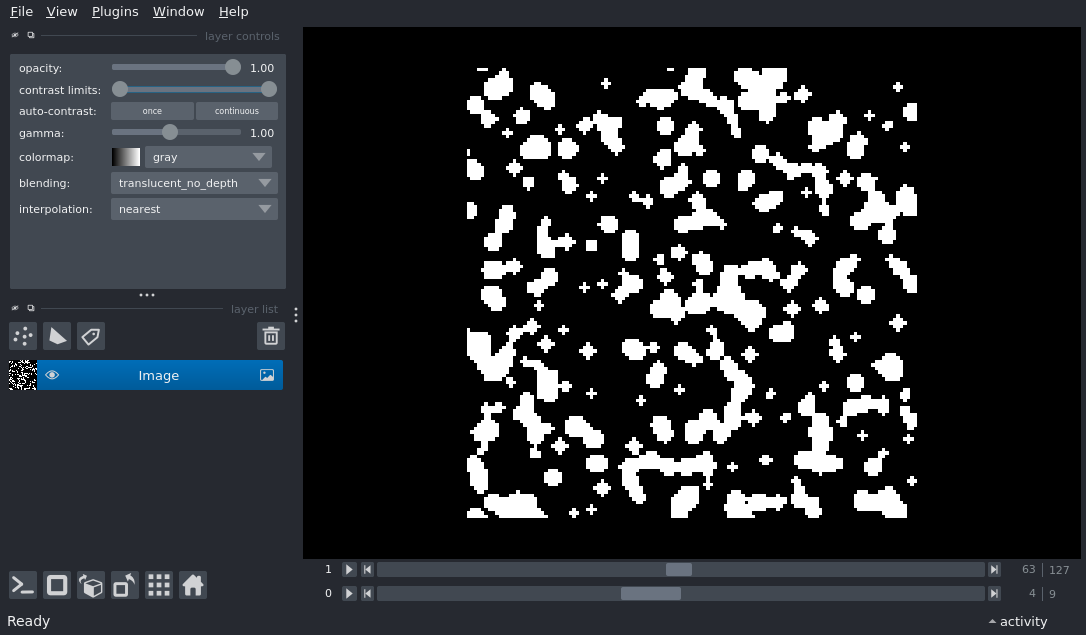 File View Plugins Window Help
layer controls
opacity: 1.00
contrast limits:
auto-contrast: once continuous
gamma: 1.00
colormap: gray
blending: translucent_no_depth
interpolation: nearest
layer list
Image
1 63 127
0 4 9
Ready activity